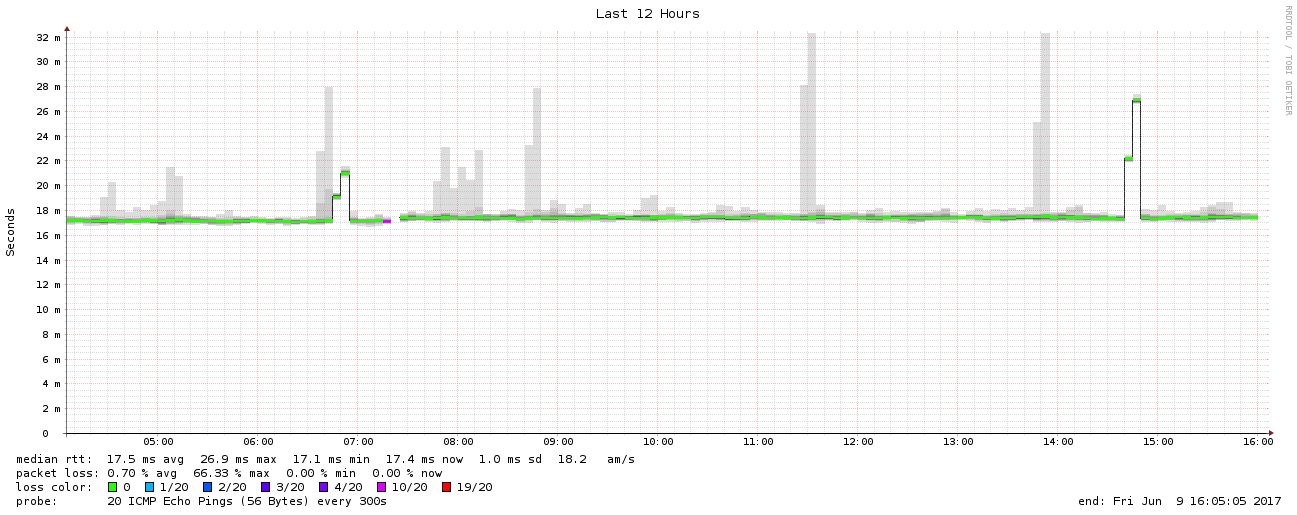 Last 12 Hours
RRDTOOL / TOBI OETIKER
Seconds
32 m
30 m
28 m
26 m
24 m
22 m
20 m
18 m
16 m
14 m
12 m
10 m
8 m
6 m
4 m
2 m
0
05:00 06:00 07:00 08:00 09:00 10:00 11:00 12:00 13:00 14:00 15:00 16:00
median rtt: 17.5 ms avg 26.9 ms max 17.1 ms min 17.4 ms now 1.0 ms sd 18.2 am/s
packet loss: 0.70 % avg 66.33 % max 0.00 % min 0.00 % now
loss color: 0 1/20 2/20 3/20 4/20 10/20 19/20
probe: 20 ICMP Echo Pings (56 Bytes) every 300s
end: Fri Jun 9 16:05:05 2017